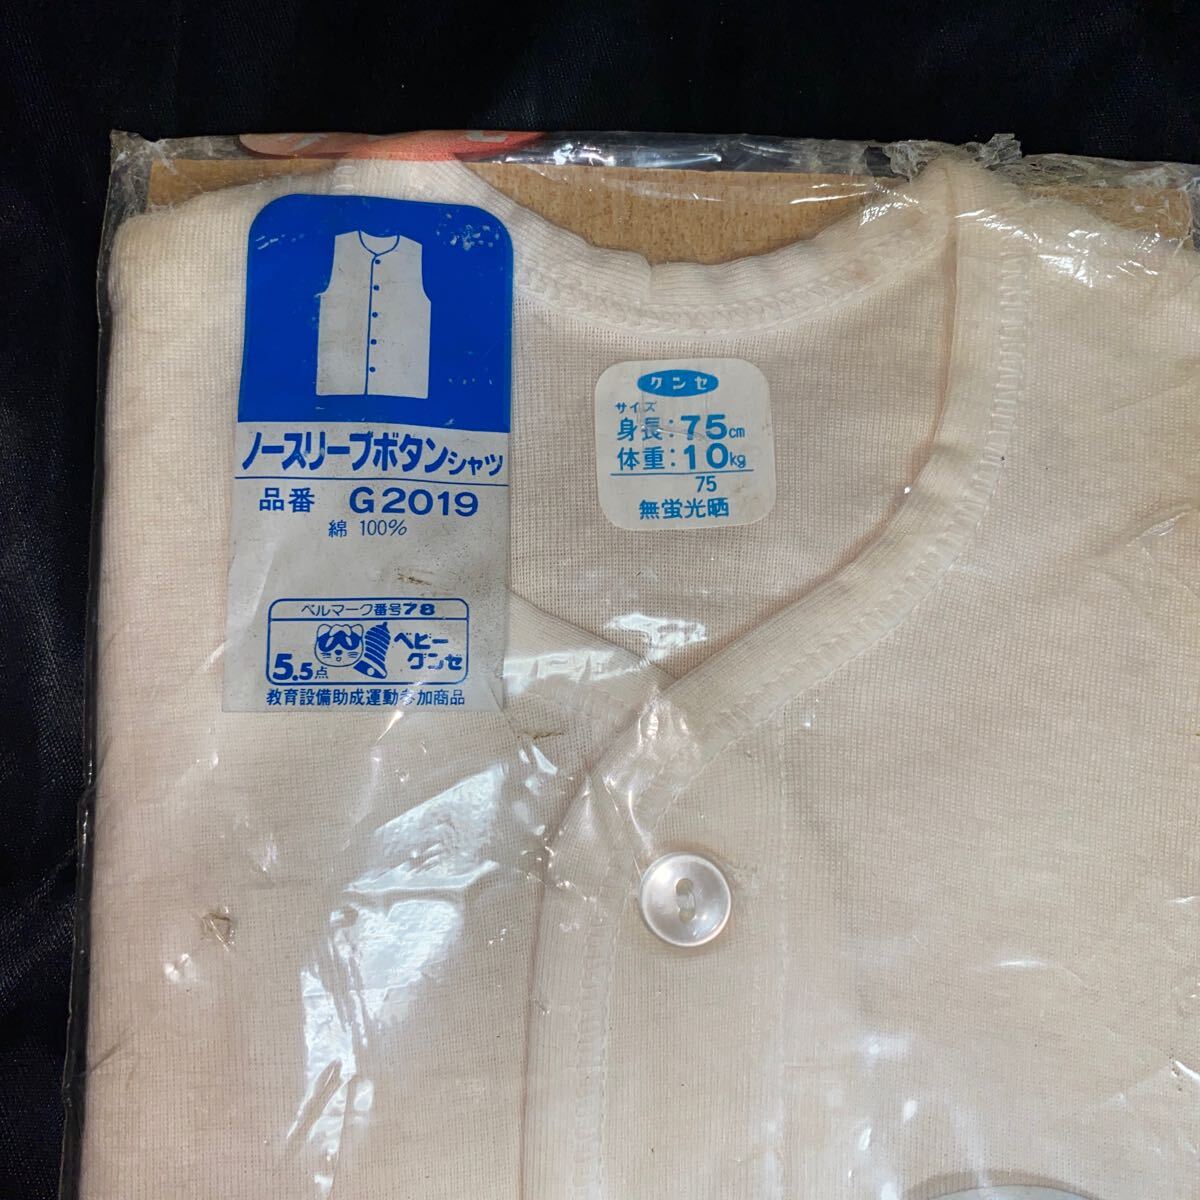 ノースリーブボタンシャツ
品番 G2019
綿 100%
ベルマーク番号78
5.5点
ベビー
グンゼ
教育設備助成運動参加商品
グンゼ
サイズ
身長:75cm
体重:10kg
75
無蛍光晒